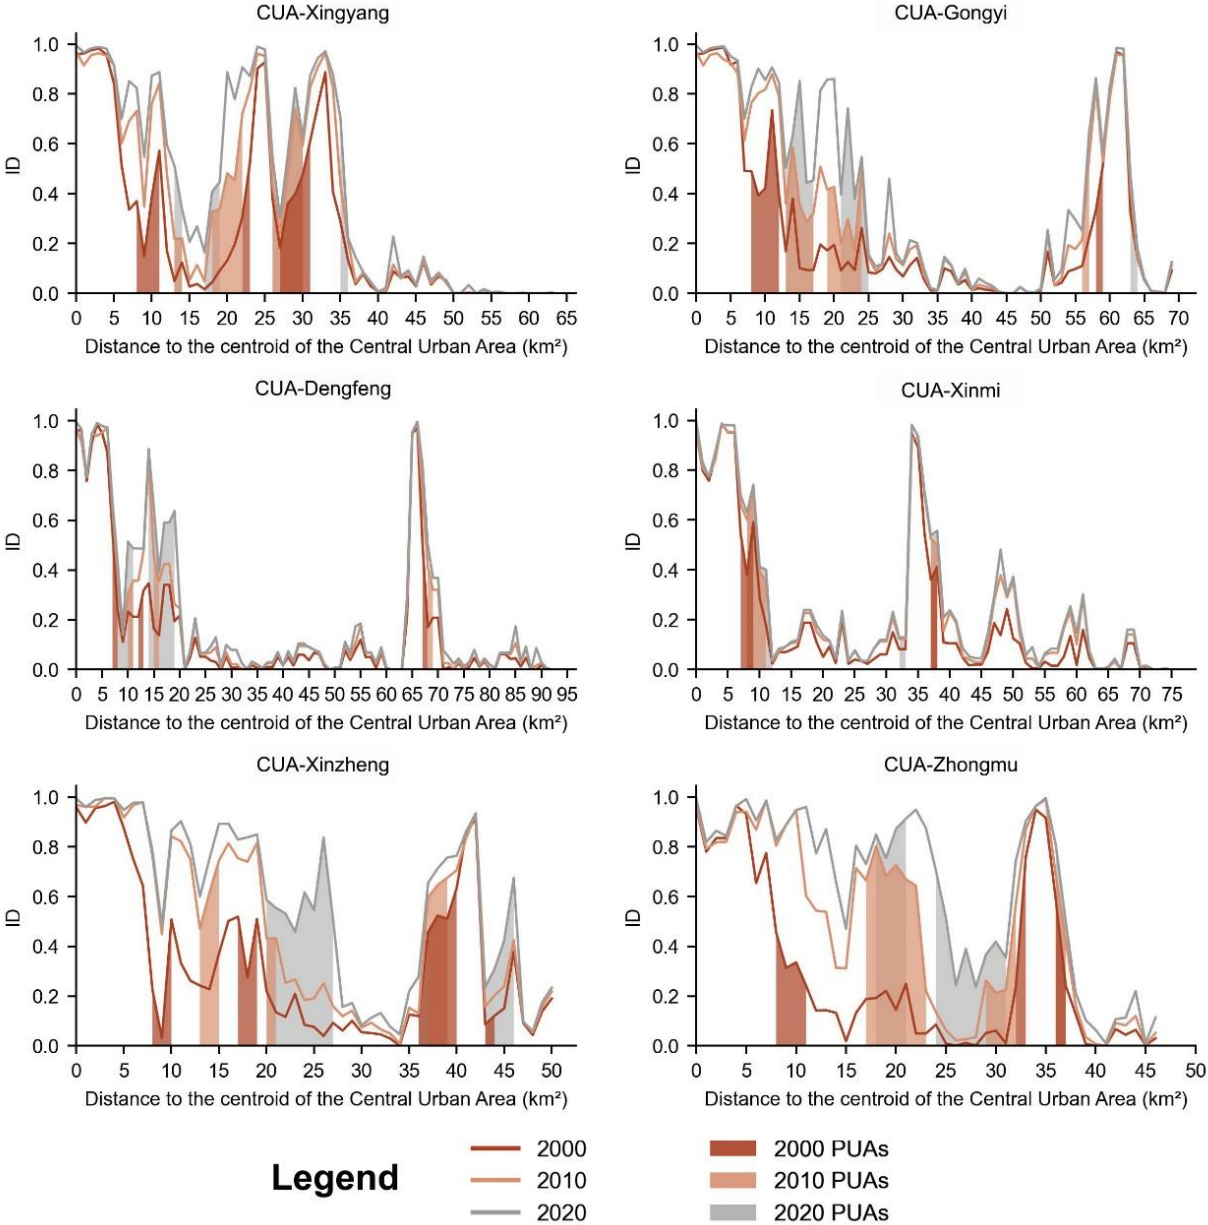 CUA-Xingyang
CUA-Gongyi
1.0
0.8
0.6
0.4
0.2
0.0
ID
0 5 10 15 20 25 30 35 40 45 50 55 60 65
Distance to the centroid of the Central Urban Area (km²)
1.0
0.8
0.6
0.4
0.2
0.0
ID
0 5 10 15 20 25 30 35 40 45 50 55 60 65 70
Distance to the centroid of the Central Urban Area (km²)
CUA-Dengfeng
CUA-Xinmi
1.0
0.8
0.6
0.4
0.2
0.0
ID
0 5 10 15 20 25 30 35 40 45 50 55 60 65 70 75 80 85 90 95
Distance to the centroid of the Central Urban Area (km²)
1.0
0.8
0.6
0.4
0.2
0.0
ID
0 5 10 15 20 25 30 35 40 45 50 55 60 65 70 75
Distance to the centroid of the Central Urban Area (km²)
CUA-Xinzheng
CUA-Zhongmu
1.0
0.8
0.6
0.4
0.2
0.0
ID
0 5 10 15 20 25 30 35 40 45 50
Distance to the centroid of the Central Urban Area (km²)
1.0
0.8
0.6
0.4
0.2
0.0
ID
0 5 10 15 20 25 30 35 40 45 50
Distance to the centroid of the Central Urban Area (km²)
Legend
2000
2010
2020
2000 PUAs
2010 PUAs
2020 PUAs